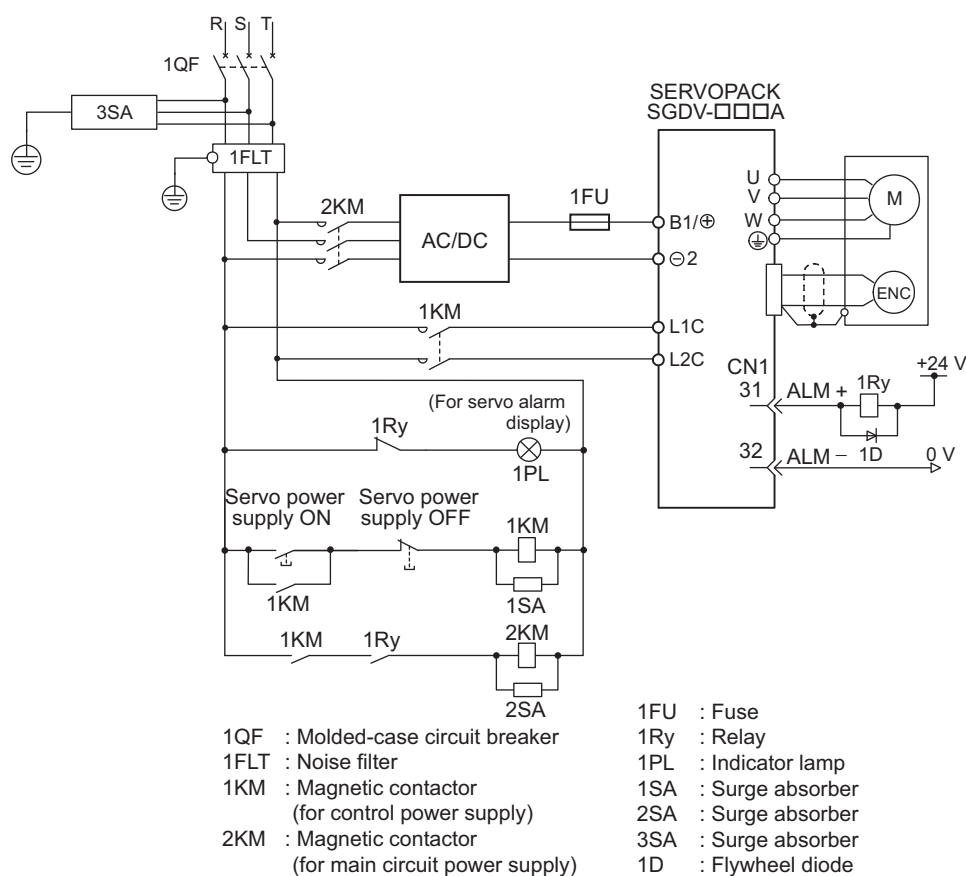 R S T
1QF
3SA
1FLT
2KM
AC/DC
1FU
SERVOPACK
SGDV-□□□A
B1/⊕
⊖2
U
V
W
M
ENC
1KM
L1C
L2C
CN1
31
ALM +
1Ry
+24 V
32
ALM −
1D
0 V
(For servo alarm
display)
1Ry
1PL
Servo power
supply ON
Servo power
supply OFF
1KM
1KM
1SA
1KM
1Ry
2KM
2SA
1QF : Molded-case circuit breaker
1FLT : Noise filter
1KM : Magnetic contactor
(for control power supply)
2KM : Magnetic contactor
(for main circuit power supply)
1FU : Fuse
1Ry : Relay
1PL : Indicator lamp
1SA : Surge absorber
2SA : Surge absorber
3SA : Surge absorber
1D : Flywheel diode